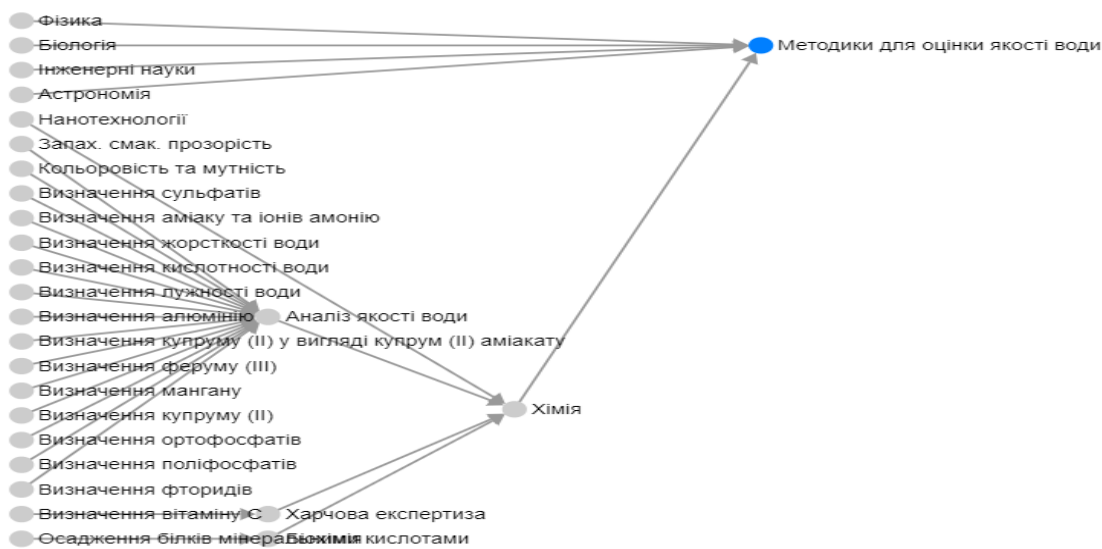 Фізика
Біологія
Методики для оцінки якості води
Інженерні науки
Астрономія
Нанотехнології
Запах. смак. прозорість
Кольоровість та мутність
Визначення сульфатів
Визначення аміаку та іонів амонію
Визначення жорсткості води
Визначення кислотності води
Визначення лужності води
Визначення алюмінію
Аналіз якості води
Визначення купруму (II) у вигляді купрум (II) аміакату
Визначення феруму (III)
Визначення мангану
Хімія
Визначення купруму (II)
Визначення ортофосфатів
Визначення поліфосфатів
Визначення фторидів
Визначення вітаміну С
Харчова експертиза
Осадження білків мінеральними кислотами
Біохімія